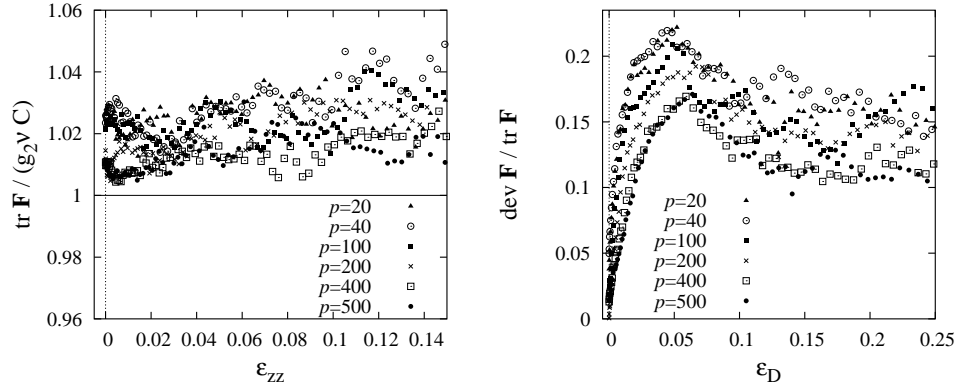 tr F / (g₂ν C)
1.06
1.04
1.02
1
0.98
0.96
p=20
p=40
p=100
p=200
p=400
p=500
0 0.02 0.04 0.06 0.08 0.1 0.12 0.14
ε_zz
dev F / tr F
0.2
0.15
0.1
0.05
0
p=20
p=40
p=100
p=200
p=400
p=500
0 0.05 0.1 0.15 0.2 0.25
ε_D